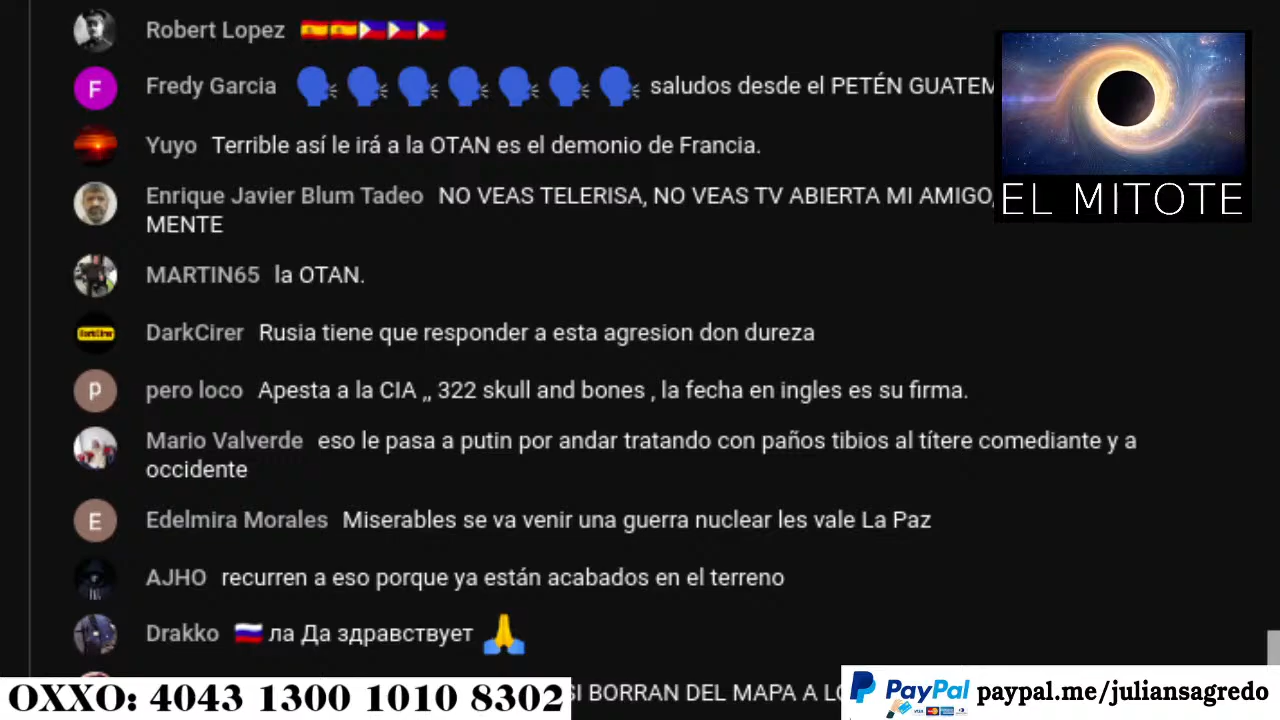 Robert Lopez 🇪🇸🇪🇸🇵🇭🇵🇭🇵🇭
Fredy Garcia 🗣🗣🗣🗣🗣🗣🗣 saludos desde el PETÉN GUATEM
Yuyo Terrible así le irá a la OTAN es el demonio de Francia.
Enrique Javier Blum Tadeo NO VEAS TELERISA, NO VEAS TV ABIERTA MI AMIGO,
MENTE
EL MITOTE
MARTIN65 la OTAN.
DarkCirer Rusia tiene que responder a esta agresion don dureza
pero loco Apesta a la CIA ,, 322 skull and bones , la fecha en ingles es su firma.
Mario Valverde eso le pasa a putin por andar tratando con paños tibios al títere comediante y a
occidente
Edelmira Morales Miserables se va venir una guerra nuclear les vale La Paz
AJHO recurren a eso porque ya están acabados en el terreno
Drakko 🇷🇺 ла Да здравствует 🙏
SI BORRAN DEL MAPA A LO
OXXO: 4043 1300 1010 8302
PayPal paypal.me/juliansagredo